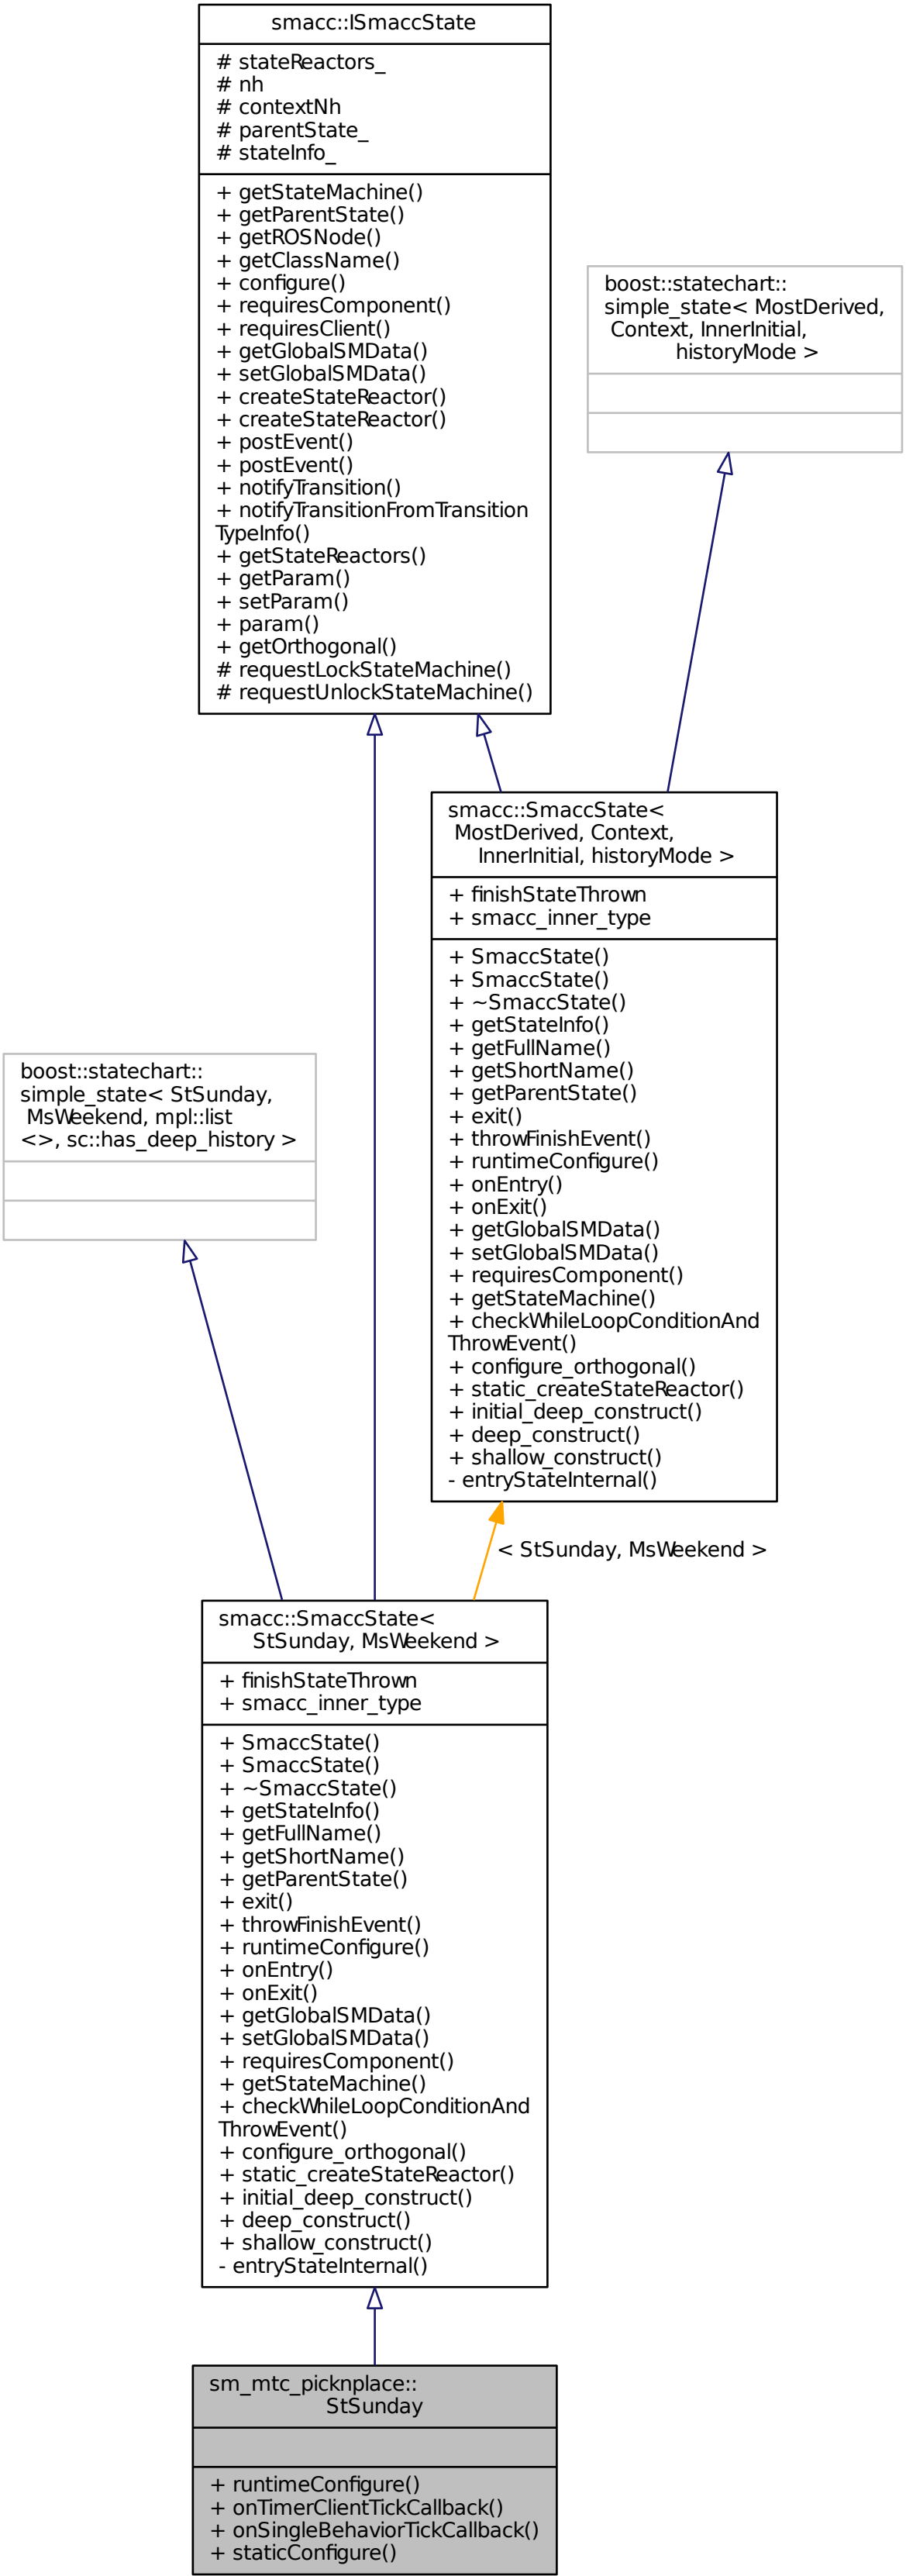 smacc::ISmaccState
# stateReactors_
# nh
# contextNh
# parentState_
# stateInfo_
+ getStateMachine()
+ getParentState()
+ getROSNode()
+ getClassName()
+ configure()
+ requiresComponent()
+ requiresClient()
+ getGlobalSMData()
+ setGlobalSMData()
+ createStateReactor()
+ createStateReactor()
+ postEvent()
+ postEvent()
+ notifyTransition()
+ notifyTransitionFromTransition
TypeInfo()
+ getStateReactors()
+ getParam()
+ setParam()
+ param()
+ getOrthogonal()
# requestLockStateMachine()
# requestUnlockStateMachine()
boost::statechart::
simple_state< MostDerived,
Context, InnerInitial,
historyMode >
smacc::SmaccState<
MostDerived, Context,
InnerInitial, historyMode >
+ finishStateThrown
+ smacc_inner_type
+ SmaccState()
+ SmaccState()
+ ~SmaccState()
+ getStateInfo()
+ getFullName()
+ getShortName()
+ getParentState()
+ exit()
+ throwFinishEvent()
+ runtimeConfigure()
+ onEntry()
+ onExit()
+ getGlobalSMData()
+ setGlobalSMData()
+ requiresComponent()
+ getStateMachine()
+ checkWhileLoopConditionAnd
ThrowEvent()
+ configure_orthogonal()
+ static_createStateReactor()
+ initial_deep_construct()
+ deep_construct()
+ shallow_construct()
- entryStateInternal()
boost::statechart::
simple_state< StSunday,
MsWeekend, mpl::list
<>, sc::has_deep_history >
< StSunday, MsWeekend >
smacc::SmaccState<
StSunday, MsWeekend >
+ finishStateThrown
+ smacc_inner_type
+ SmaccState()
+ SmaccState()
+ ~SmaccState()
+ getStateInfo()
+ getFullName()
+ getShortName()
+ getParentState()
+ exit()
+ throwFinishEvent()
+ runtimeConfigure()
+ onEntry()
+ onExit()
+ getGlobalSMData()
+ setGlobalSMData()
+ requiresComponent()
+ getStateMachine()
+ checkWhileLoopConditionAnd
ThrowEvent()
+ configure_orthogonal()
+ static_createStateReactor()
+ initial_deep_construct()
+ deep_construct()
+ shallow_construct()
- entryStateInternal()
sm_mtc_picknplace::
StSunday
+ runtimeConfigure()
+ onTimerClientTickCallback()
+ onSingleBehaviorTickCallback()
+ staticConfigure()